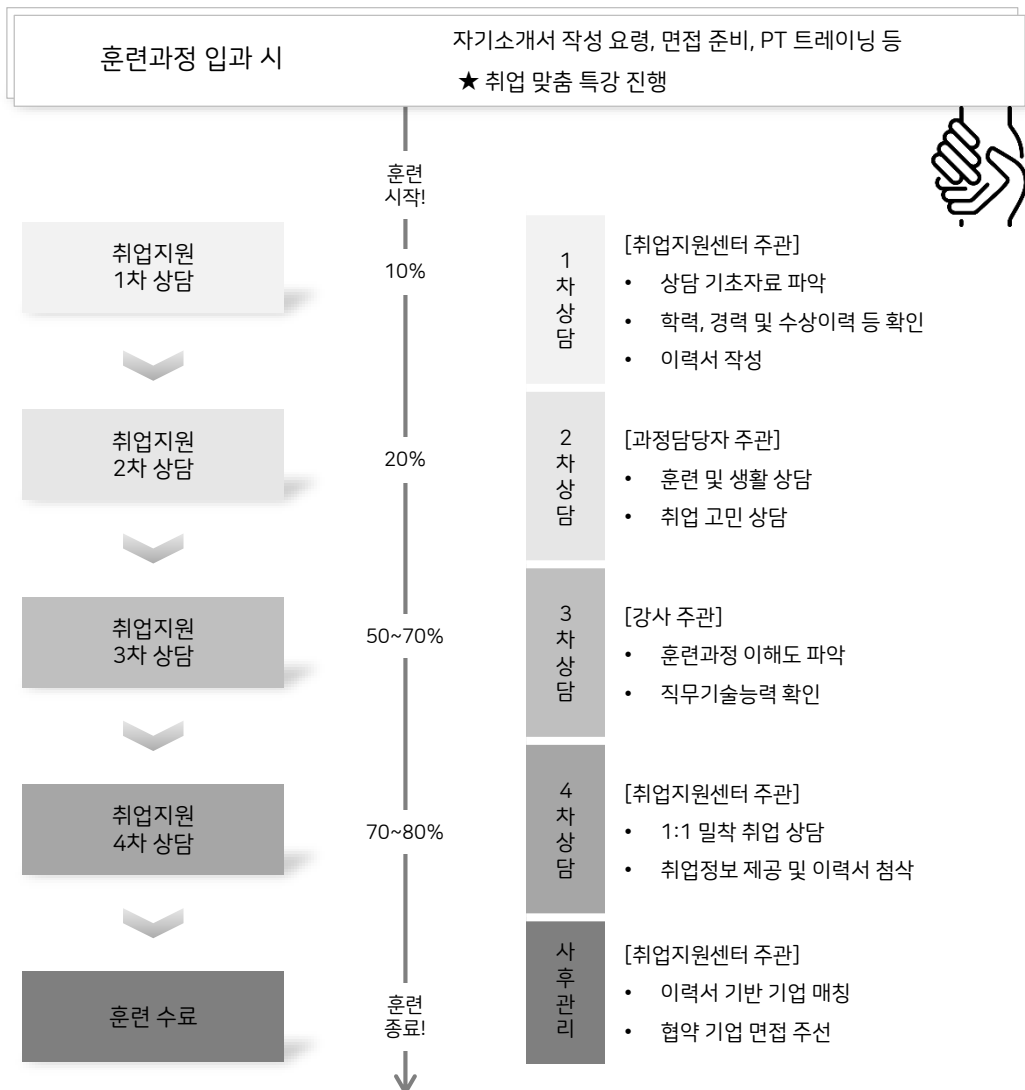 훈련과정 입과 시
자기소개서 작성 요령, 면접 준비, PT 트레이닝 등
★ 취업 맞춤 특강 진행
훈련
시작!
취업지원
1차 상담
10%
1
차
상
담
[취업지원센터 주관]
• 상담 기초자료 파악
• 학력, 경력 및 수상이력 등 확인
• 이력서 작성
취업지원
2차 상담
20%
2
차
상
담
[과정담당자 주관]
• 훈련 및 생활 상담
• 취업 고민 상담
취업지원
3차 상담
50~70%
3
차
상
담
[강사 주관]
• 훈련과정 이해도 파악
• 직무기술능력 확인
취업지원
4차 상담
70~80%
4
차
상
담
[취업지원센터 주관]
• 1:1 밀착 취업 상담
• 취업정보 제공 및 이력서 첨삭
훈련 수료
훈련
종료!
사
후
관
리
[취업지원센터 주관]
• 이력서 기반 기업 매칭
• 협약 기업 면접 주선